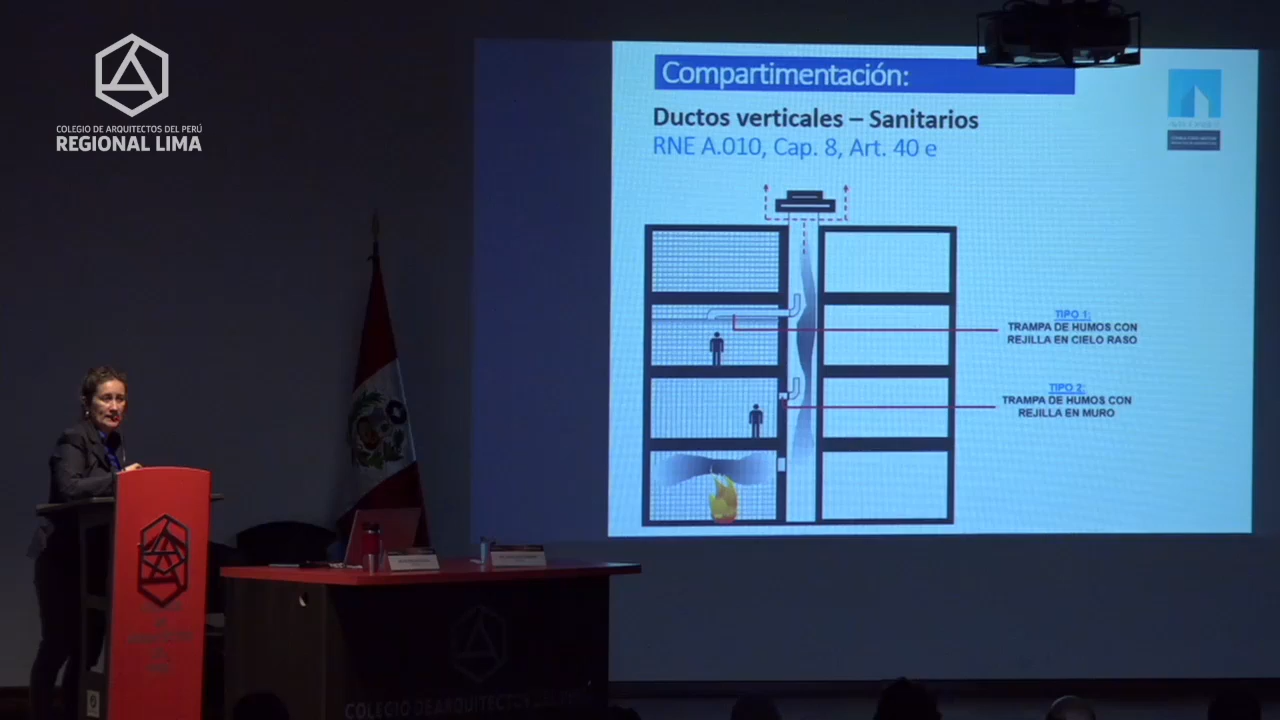 COLEGIO DE ARQUITECTOS DEL PERÚ
REGIONAL LIMA
Compartimentación:
Ductos verticales – Sanitarios
RNE A.010, Cap. 8, Art. 40 e
TIPO 1:
TRAMPA DE HUMOS CON
REJILLA EN CIELO RASO
TIPO 2:
TRAMPA DE HUMOS CON
REJILLA EN MURO
COLEGIO DE ARQUITECTOS DEL PERÚ